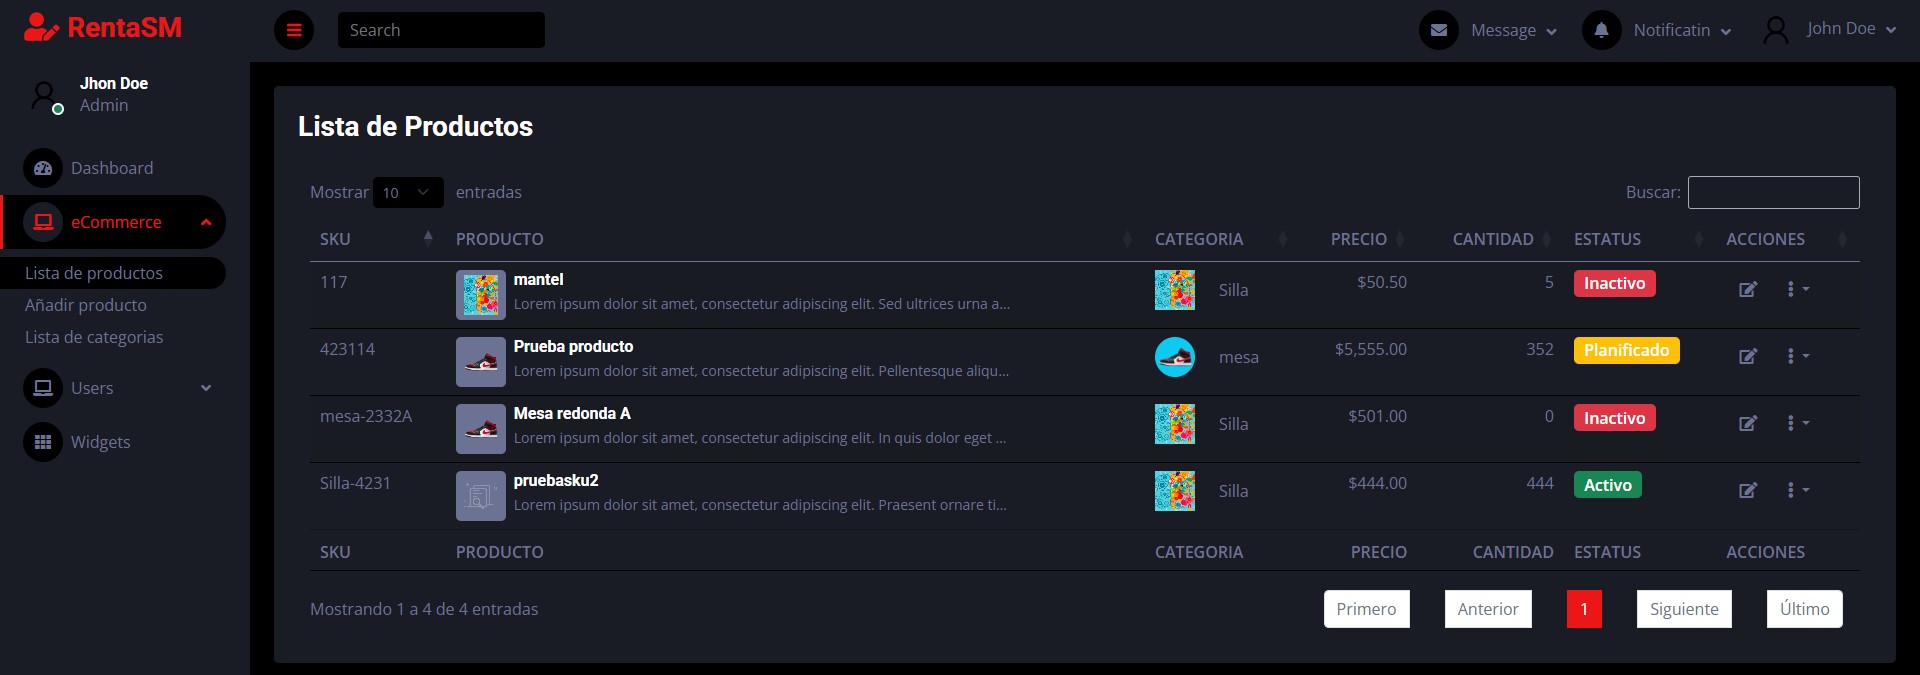 RentaSM
Search
Message
Notificatin
John Doe
Jhon Doe
Admin
Dashboard
eCommerce
Lista de productos
Añadir producto
Lista de categorias
Users
Widgets
Lista de Productos
Mostrar 10 entradas
Buscar:
SKU PRODUCTO CATEGORIA PRECIO CANTIDAD ESTATUS ACCIONES
117 mantel Silla $50.50 5 Inactivo
Lorem ipsum dolor sit amet, consectetur adipiscing elit. Sed ultrices urna a...
423114 Prueba producto mesa $5,555.00 352 Planificado
Lorem ipsum dolor sit amet, consectetur adipiscing elit. Pellentesque aliqu...
mesa-2332A Mesa redonda A Silla $501.00 0 Inactivo
Lorem ipsum dolor sit amet, consectetur adipiscing elit. In quis dolor eget ...
Silla-4231 pruebasku2 Silla $444.00 444 Activo
Lorem ipsum dolor sit amet, consectetur adipiscing elit. Praesent ornare ti...
SKU PRODUCTO CATEGORIA PRECIO CANTIDAD ESTATUS ACCIONES
Mostrando 1 a 4 de 4 entradas
Primero Anterior 1 Siguiente Último